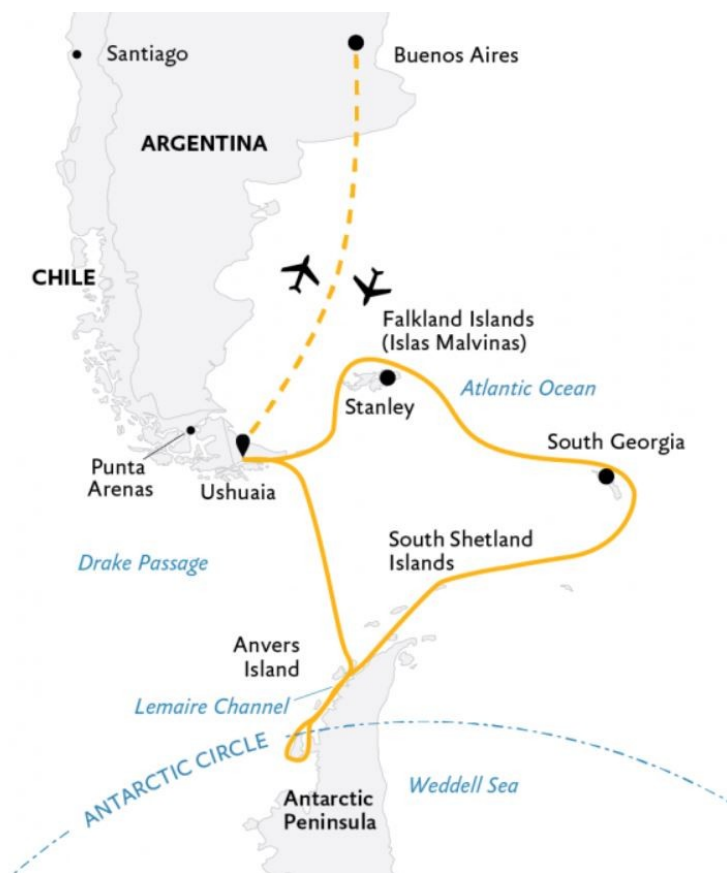 Santiago
Buenos Aires
ARGENTINA
CHILE
Falkland Islands
(Islas Malvinas)
Atlantic Ocean
Stanley
South Georgia
Punta
Arenas
Ushuaia
South Shetland
Islands
Drake Passage
Anvers
Island
Lemaire Channel
ANTARCTIC CIRCLE
Weddell Sea
Antarctic
Peninsula